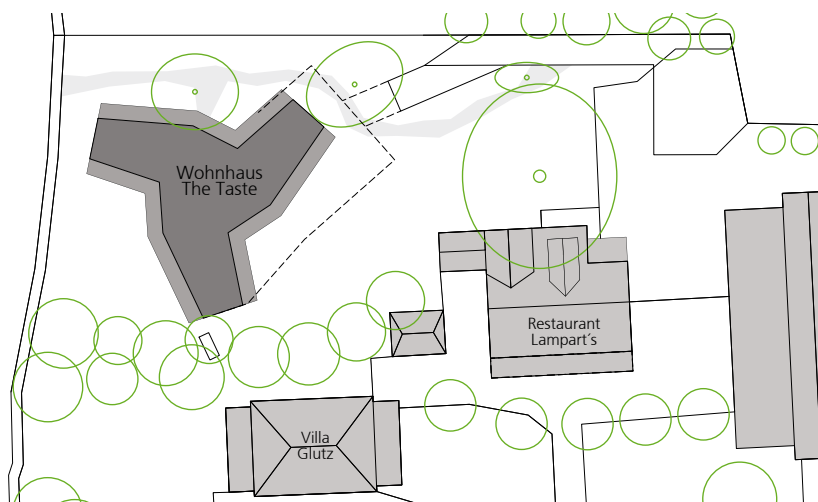 Wohnhaus
The Taste
Restaurant
Lampart´s
Villa
Glutz